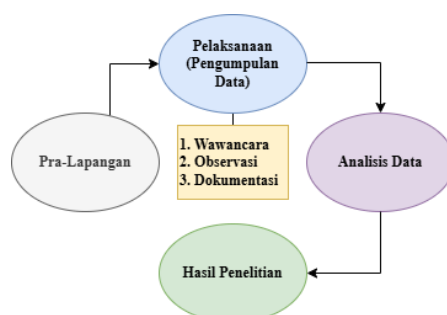 Pelaksanaan
(Pengumpulan
Data)
1. Wawancara
2. Observasi
3. Dokumentasi
Pra-Lapangan
Analisis Data
Hasil Penelitian